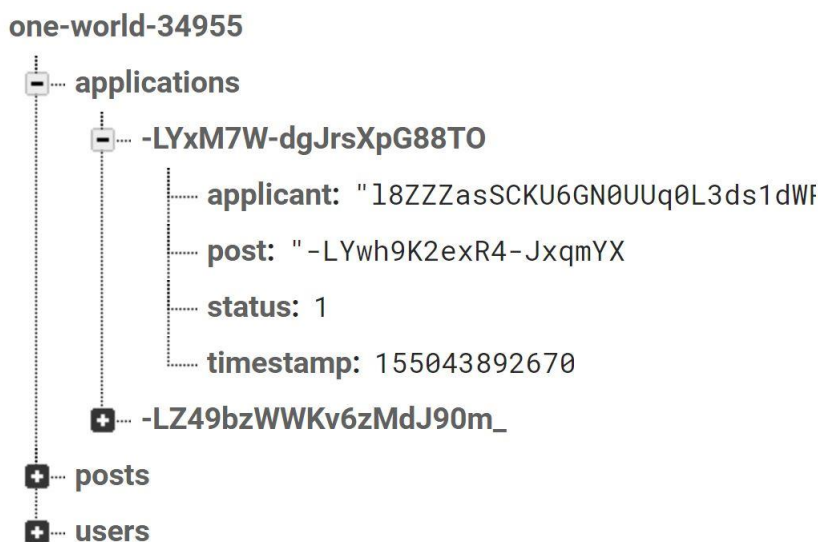 one-world-34955
applications
-LYxM7W-dgJrsXpG88TO
applicant: "l8ZZZasSCKU6GN0UUq0L3ds1dWF
post: "-LYwh9K2exR4-JxqmYX
status: 1
timestamp: 155043892670
-LZ49bzWWKv6zMdJ90m_
posts
users